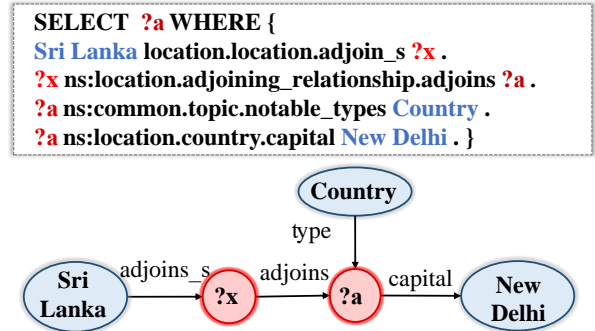 SELECT ?a WHERE {
Sri Lanka location.location.adjoin_s ?x .
?x ns:location.adjoining_relationship.adjoins ?a .
?a ns:common.topic.notable_types Country .
?a ns:location.country.capital New Delhi . }
Country
type
Sri
Lanka
adjoins_s
?x
adjoins
?a
capital
New
Delhi